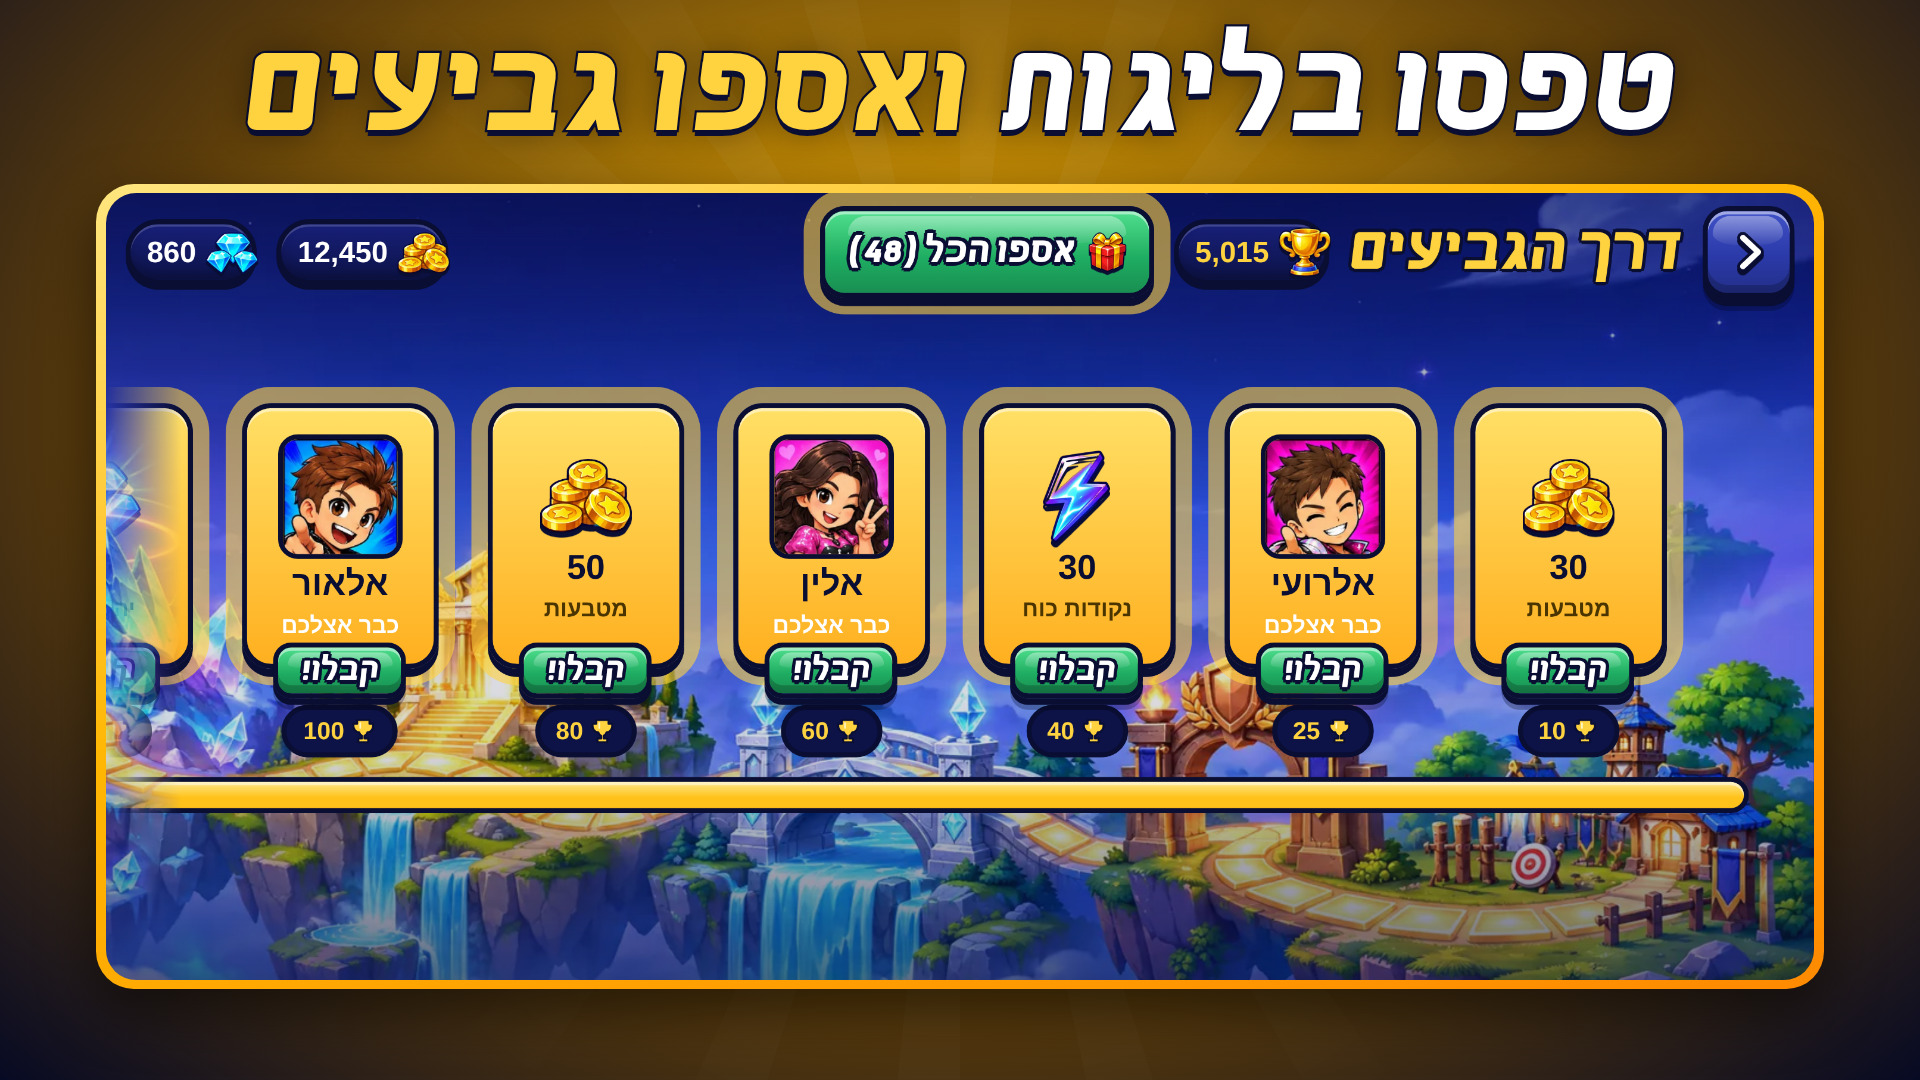 טפסו בליגות ואספו גביעים
דרך הגביעים
5,015
אספו הכל (48)
12,450
860
30
מטבעות
קבלו!
10
אלרועי
כבר אצלכם
קבלו!
25
30
נקודות כוח
קבלו!
40
אלין
כבר אצלכם
קבלו!
60
50
מטבעות
קבלו!
80
אלאור
כבר אצלכם
קבלו!
100